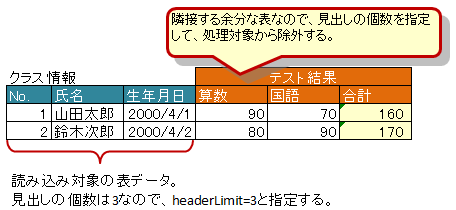 隣接する余分な表なので、見出しの個数を指定
して、処理対象から除外する。
クラス情報 テスト結果
No. 氏名 生年月日 算数 国語 合計
1 山田太郎 2000/4/1 90 70 160
2 鈴木次郎 2000/4/2 80 90 170
読み込み対象の表データ。
見出しの個数は3なので、headerLimit=3と指定する。